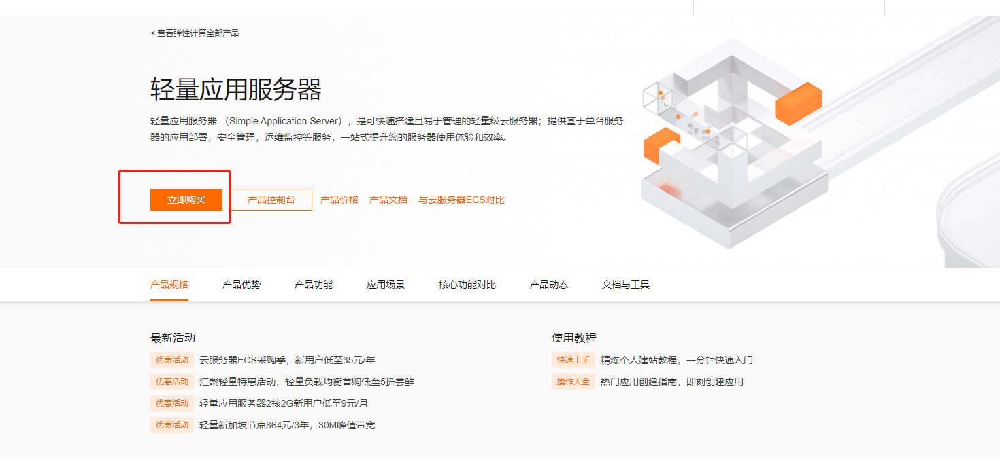 < 查看弹性计算全部产品
轻量应用服务器
轻量应用服务器 （Simple Application Server），是可快速搭建且易于管理的轻量级云服务器；提供基于单台服务
器的应用部署，安全管理，运维监控等服务，一站式提升您的服务器使用体验和效率。
立即购买 产品控制台 产品价格 产品文档 与云服务器ECS对比
产品规格 产品优势 产品功能 应用场景 核心功能对比 产品动态 文档与工具
最新活动
优惠活动 云服务器ECS采购季，新用户低至35元/年
优惠活动 汇聚轻量特惠活动，轻量负载均衡首购低至5折尝鲜
优惠活动 轻量应用服务器2核2G新用户低至9元/月
优惠活动 轻量新加坡节点864元/3年，30M峰值带宽
使用教程
快速上手 精炼个人建站教程，一分钟快速入门
操作大全 热门应用创建指南，即刻创建应用